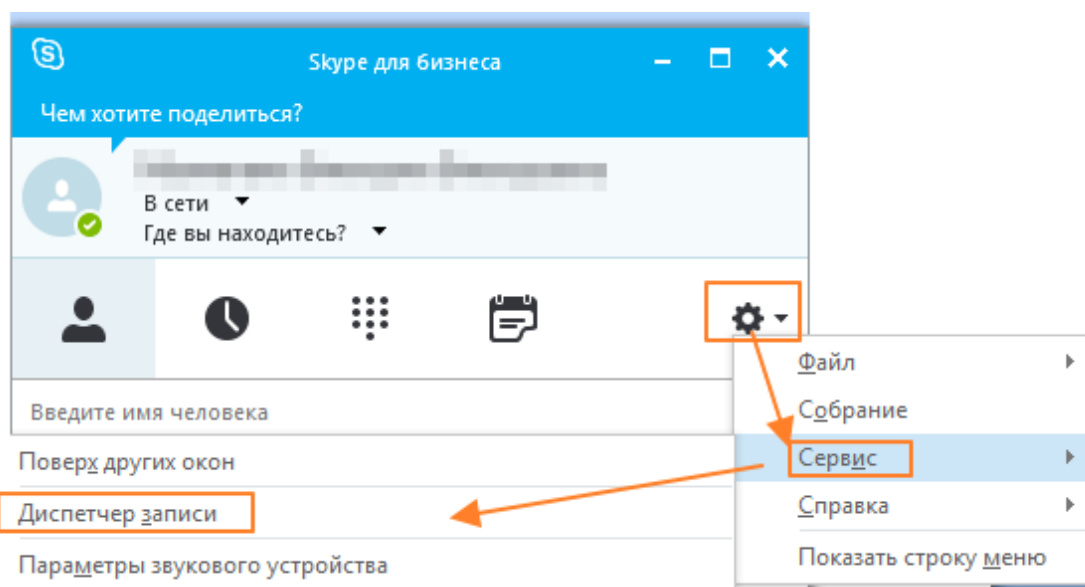 Skype для бизнеса
Чем хотите поделиться?
В сети
Где вы находитесь?
Введите имя человека
Файл
Собрание
Сервис
Справка
Показать строку меню
Поверх других окон
Диспетчер записи
Параметры звукового устройства